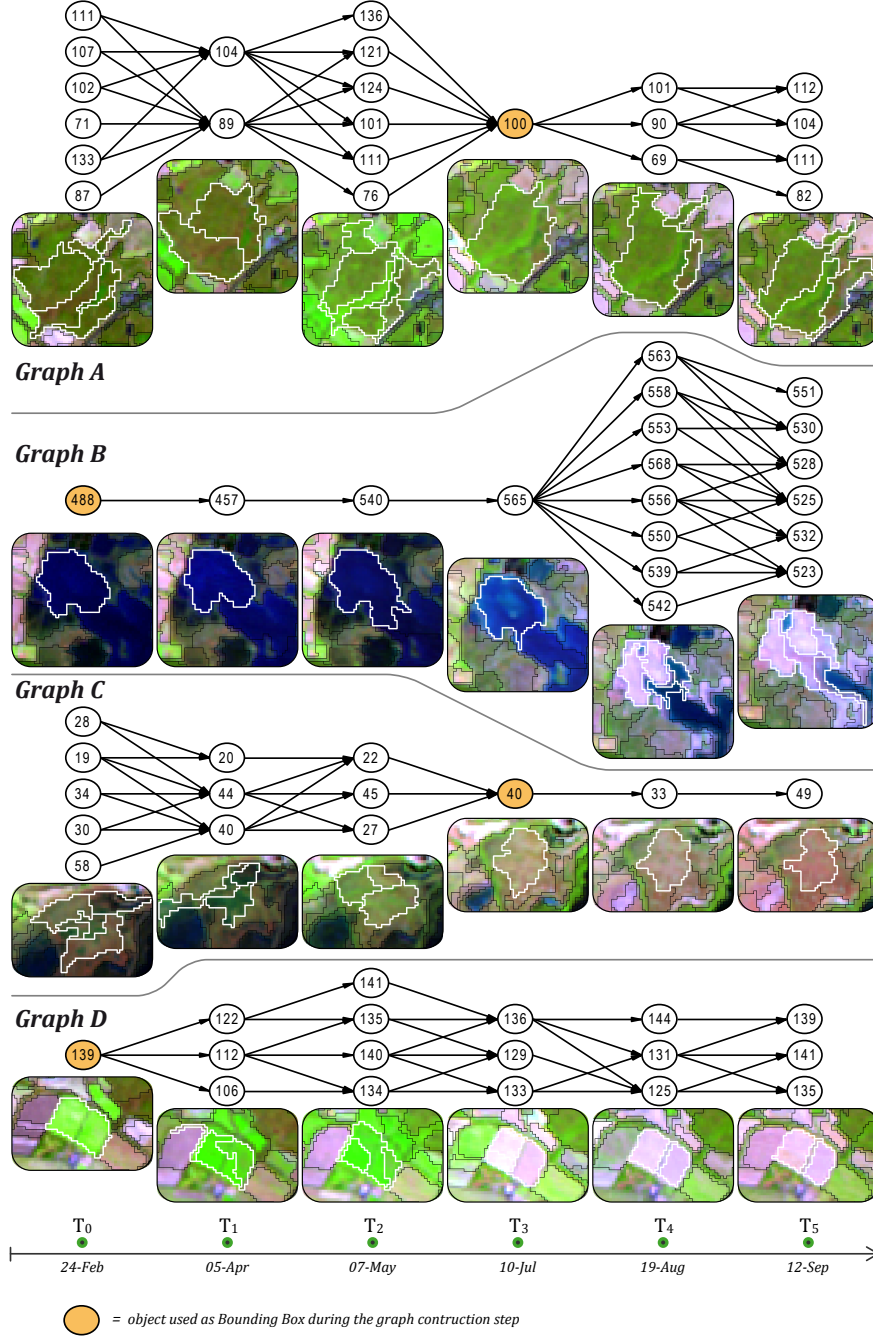 111 136
107 104 121
102 124 101 112
71 89 101 100 90 104
133 111 69 111
87 76 82
Graph A
563
558 551
553 530
Graph B
568 528
488 457 540 565 556 525
550 532
539 523
542
Graph C
28
19 20 22
34 44 45 40 33 49
30 40 27
58
141
Graph D
122 135 136 144 139
139 112 140 129 131 141
106 134 133 125 135
T0 T1 T2 T3 T4 T5
24-Feb 05-Apr 07-May 10-Jul 19-Aug 12-Sep
= object used as Bounding Box during the graph contruction step